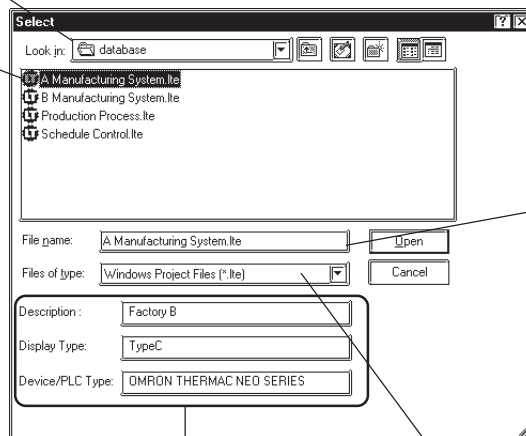 Select
Look in: database
A Manufacturing System.lte
B Manufacturing System.lte
Production Process.lte
Schedule Control.lte
File name: A Manufacturing System.lte Open
Files of type: Windows Project Files (*.lte) Cancel
Description : Factory B
Display Type: TypeC
Device/PLC Type: OMRON THERMAC NEO SERIES